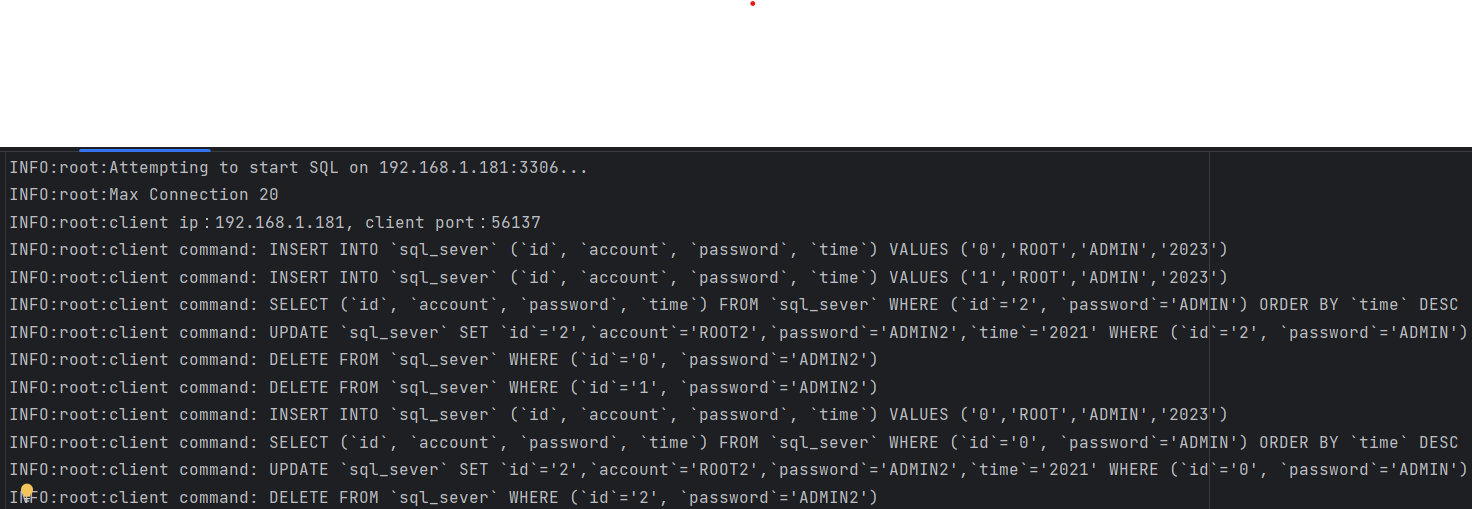 INFO:root:Attempting to start SQL on 192.168.1.181:3306...
INFO:root:Max Connection 20
INFO:root:client ip：192.168.1.181, client port：56137
INFO:root:client command: INSERT INTO `sql_sever` (`id`, `account`, `password`, `time`) VALUES ('0','ROOT','ADMIN','2023')
INFO:root:client command: INSERT INTO `sql_sever` (`id`, `account`, `password`, `time`) VALUES ('1','ROOT','ADMIN','2023')
INFO:root:client command: SELECT (`id`, `account`, `password`, `time`) FROM `sql_sever` WHERE (`id`='2', `password`='ADMIN') ORDER BY `time` DESC
INFO:root:client command: UPDATE `sql_sever` SET `id`='2',`account`='ROOT2',`password`='ADMIN2',`time`='2021' WHERE (`id`='2', `password`='ADMIN')
INFO:root:client command: DELETE FROM `sql_sever` WHERE (`id`='0', `password`='ADMIN2')
INFO:root:client command: DELETE FROM `sql_sever` WHERE (`id`='1', `password`='ADMIN2')
INFO:root:client command: INSERT INTO `sql_sever` (`id`, `account`, `password`, `time`) VALUES ('0','ROOT','ADMIN','2023')
INFO:root:client command: SELECT (`id`, `account`, `password`, `time`) FROM `sql_sever` WHERE (`id`='0', `password`='ADMIN') ORDER BY `time` DESC
INFO:root:client command: UPDATE `sql_sever` SET `id`='2',`account`='ROOT2',`password`='ADMIN2',`time`='2021' WHERE (`id`='0', `password`='ADMIN')
INFO:root:client command: DELETE FROM `sql_sever` WHERE (`id`='2', `password`='ADMIN2')